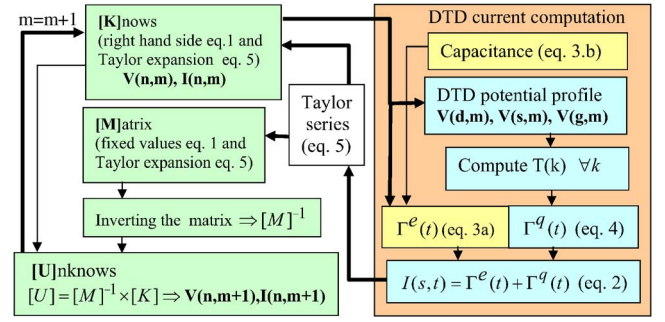 m=m+1
[K]nows
(right hand side eq.1 and
Taylor expansion eq. 5)
V(n,m), I(n,m)
[M]atrix
(fixed values eq. 1 and
Taylor expansion eq. 5)
Inverting the matrix ⇒[M]⁻¹
[U]nknows
[U]=[M]⁻¹×[K]⇒ V(n,m+1),I(n,m+1)
Taylor
series
(eq. 5)
DTD current computation
Capacitance (eq. 3.b)
DTD potential profile
V(d,m), V(s,m), V(g,m)
Compute T(k) ∀k
Γᵉ(t) (eq. 3a)
Γ^q(t) (eq. 4)
I(s,t)=Γᵉ(t)+Γ^q(t) (eq. 2)